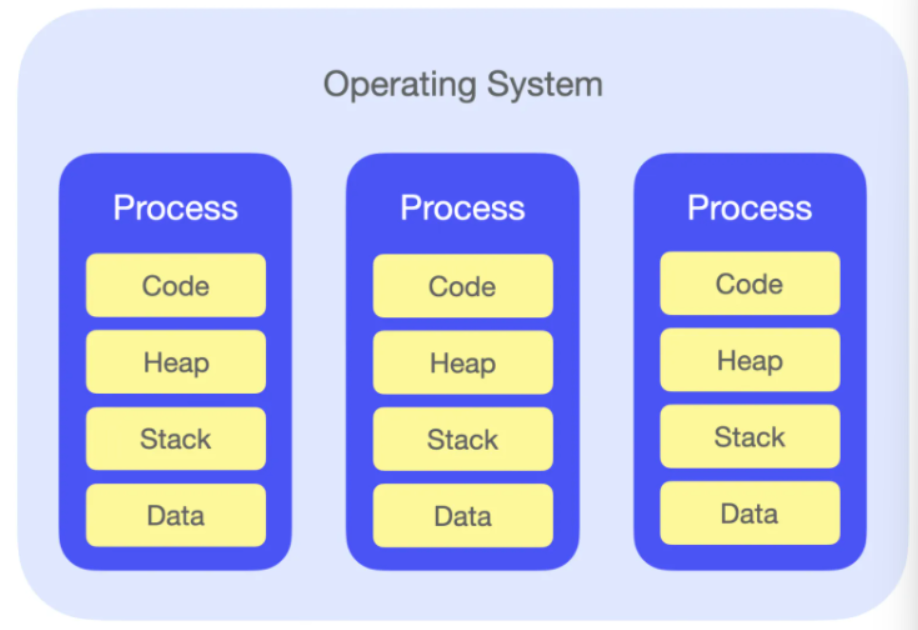 Operating System
Process
Code
Heap
Stack
Data
Process
Code
Heap
Stack
Data
Process
Code
Heap
Stack
Data